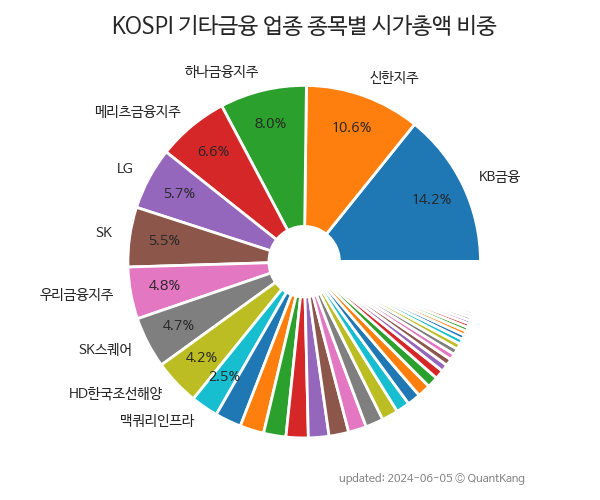 KOSPI 기타금융 업종 종목별 시가총액 비중
하나금융지주
신한지주
메리츠금융지주
8.0%
10.6%
6.6%
LG
KB금융
5.7%
14.2%
SK
5.5%
우리금융지주
4.8%
4.7%
SK스퀘어
4.2%
2.5%
HD한국조선해양
맥쿼리인프라
updated: 2024-06-05 © QuantKang